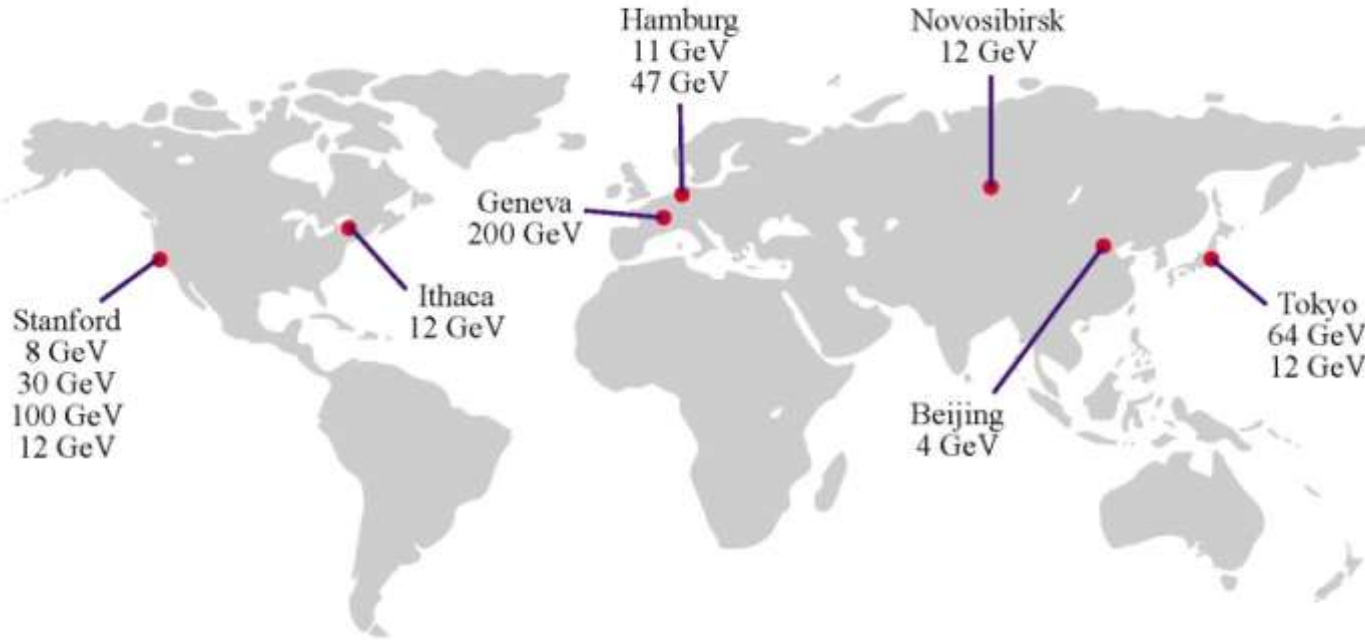 Hamburg
11 GeV
47 GeV
Novosibirsk
12 GeV
Geneva
200 GeV
Ithaca
12 GeV
Stanford
8 GeV
30 GeV
100 GeV
12 GeV
Tokyo
64 GeV
12 GeV
Beijing
4 GeV